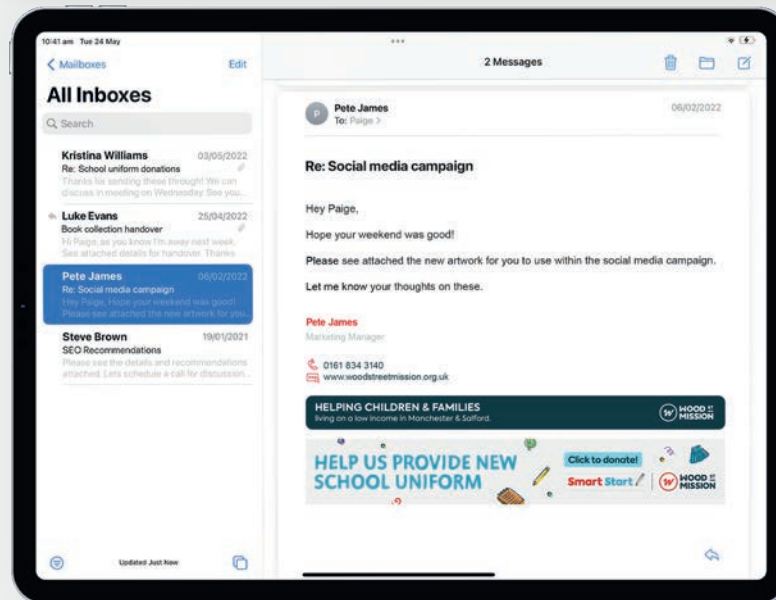 10:41 am Tue 24 May
Mailboxes
Edit
All Inboxes
Search
Kristina Williams 03/05/2022
Re: School uniform donations
Thanks for sending these through! We can
discuss in meeting on Wednesday. See you...
Luke Evans 25/04/2022
Book collection handover
Hi Paige, as you know I'm away next week.
See attached details for handover. Thanks
Pete James 06/02/2022
Re: Social media campaign
Hey Paige, Hope your weekend was good!
Please see attached the new artwork for you...
Steve Brown 19/01/2021
SEO Recommendations
Please see the details and recommendations
attached. Lets schedule a call for discussion...
Updated Just Now
2 Messages
P
Pete James 06/02/2022
To: Paige >
Re: Social media campaign
Hey Paige,
Hope your weekend was good!
Please see attached the new artwork for you to use within the social media campaign.
Let me know your thoughts on these.
Pete James
Marketing Manager
0161 834 3140
www.woodstreetmission.org.uk
HELPING CHILDREN & FAMILIES
living on a low income in Manchester & Salford.
W WOOD ST
MISSION
HELP US PROVIDE NEW
SCHOOL UNIFORM
Click to donate!
Smart Start
W WOOD ST
MISSION